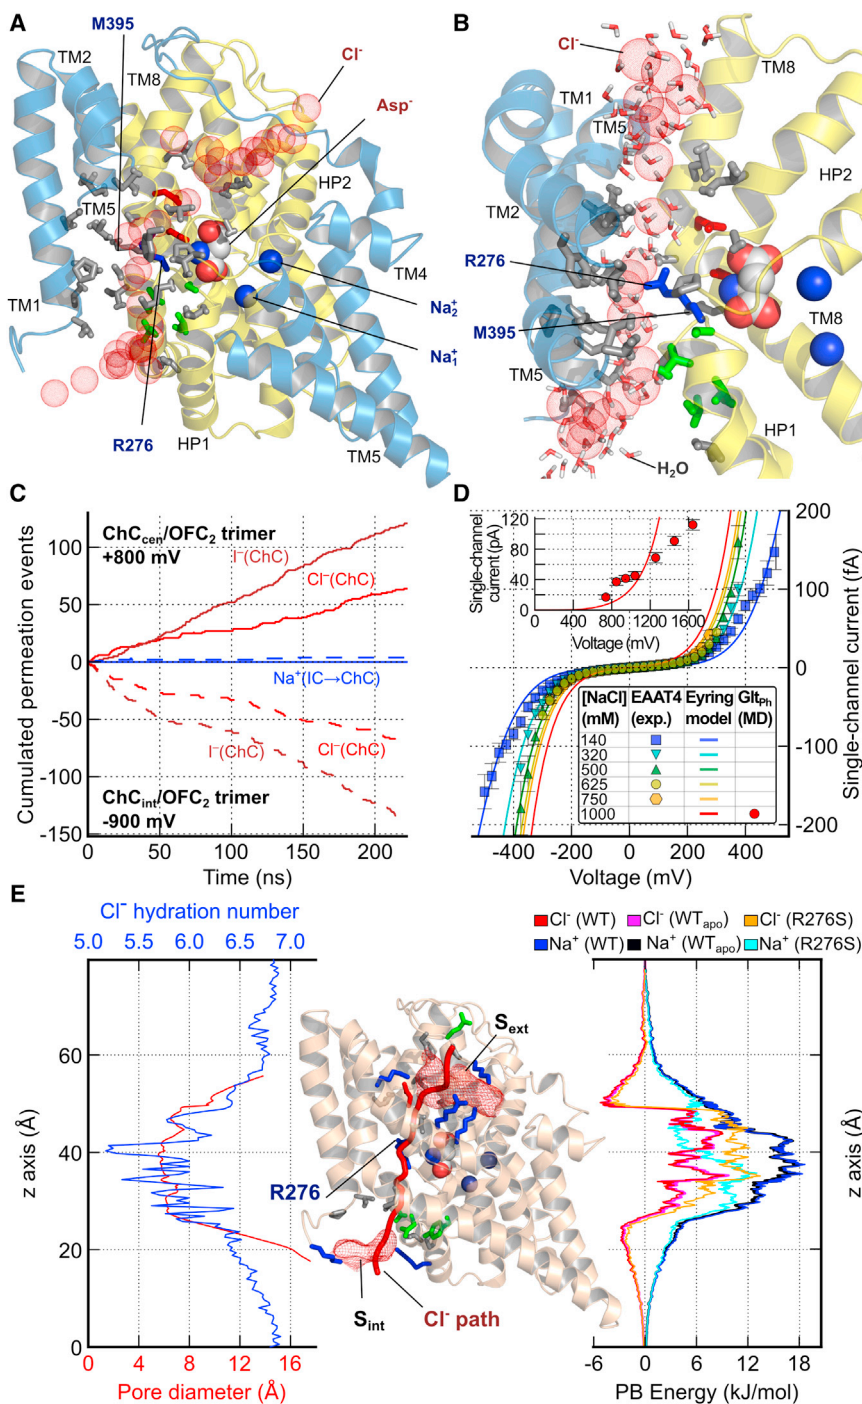 A
M395
TM2
TM8
Cl⁻
Asp⁻
HP2
TM5
TM4
TM1
Na₂⁺
Na₁⁺
R276
HP1
TM5
B
Cl⁻
TM8
TM1
TM5
HP2
TM2
R276
M395
TM8
TM5
HP1
H₂O
C
Cumulated permeation events
100
50
0
-50
-100
-150
ChC_cen/OFC₂ trimer
+800 mV
I⁻(ChC)
Cl⁻(ChC)
Na⁺(IC→ChC)
I⁻(ChC)
Cl⁻(ChC)
ChC_int/OFC₂ trimer
-900 mV
0 50 100 150 200
Time (ns)
D
Single-channel
current (pA)
120
80
40
0
0 400 800 1200 1600
Voltage (mV)
200
100
0
-100
-200
Single-channel current (fA)
[NaCl] EAAT4 Eyring Glt_Ph
(mM) (exp.) model (MD)
140
320
500
625
750
1000
-400 -200 0 200 400
Voltage (mV)
E
Cl⁻ hydration number
5.0 5.5 6.0 6.5 7.0
z axis (Å)
60
40
20
0
0 4 8 12 16
Pore diameter (Å)
S_ext
R276
S_int
Cl⁻ path
Cl⁻ (WT) Cl⁻ (WT_apo) Cl⁻ (R276S)
Na⁺ (WT) Na⁺ (WT_apo) Na⁺ (R276S)
60
40
20
0
z axis (Å)
-6 0 6 12 18
PB Energy (kJ/mol)